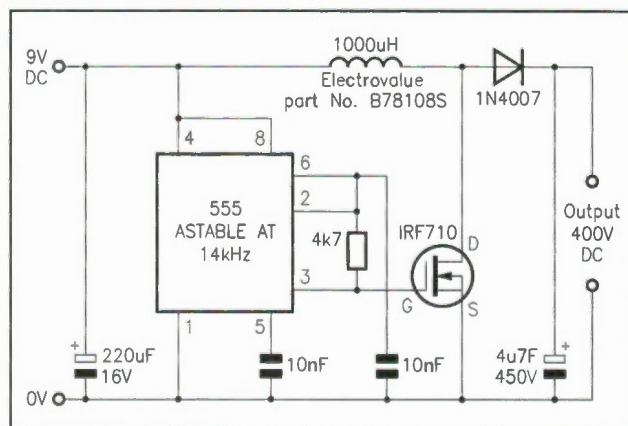 9V
DC
1000uH
Electrovalue
part No. B78108S
1N4007
4
8
6
2
3
555
ASTABLE AT
14kHz
4k7
IRF710
D
G
S
Output
400V
DC
1
5
+
220uF
16V
10nF
10nF
+
4u7F
450V
0V